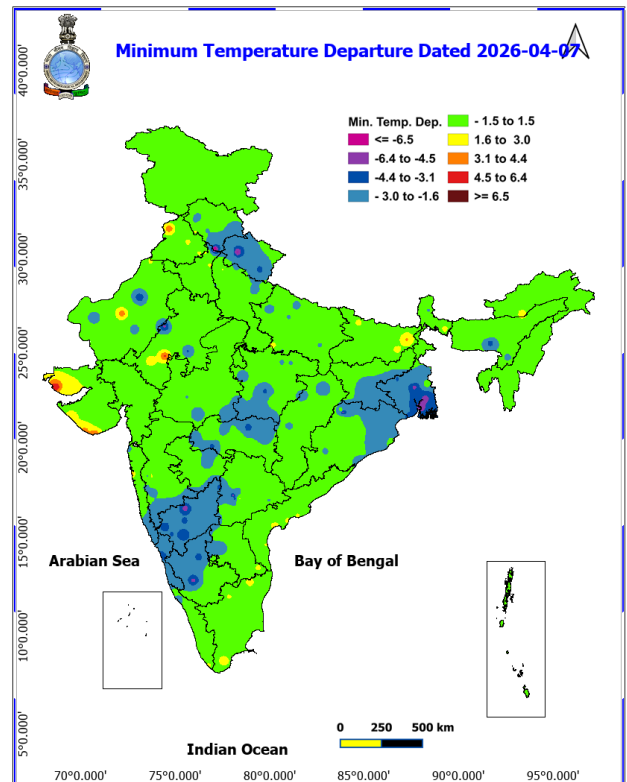 Minimum Temperature Departure Dated 2026-04-07
Min. Temp. Dep.
<= -6.5
-6.4 to -4.5
-4.4 to -3.1
- 3.0 to -1.6
- 1.5 to 1.5
1.6 to 3.0
3.1 to 4.4
4.5 to 6.4
>= 6.5
40°0.000'
35°0.000'
30°0.000'
25°0.000'
20°0.000'
15°0.000'
10°0.000'
5°0.000'
Arabian Sea
Bay of Bengal
Indian Ocean
0 250 500 km
70°0.000' 75°0.000' 80°0.000' 85°0.000' 90°0.000' 95°0.000'